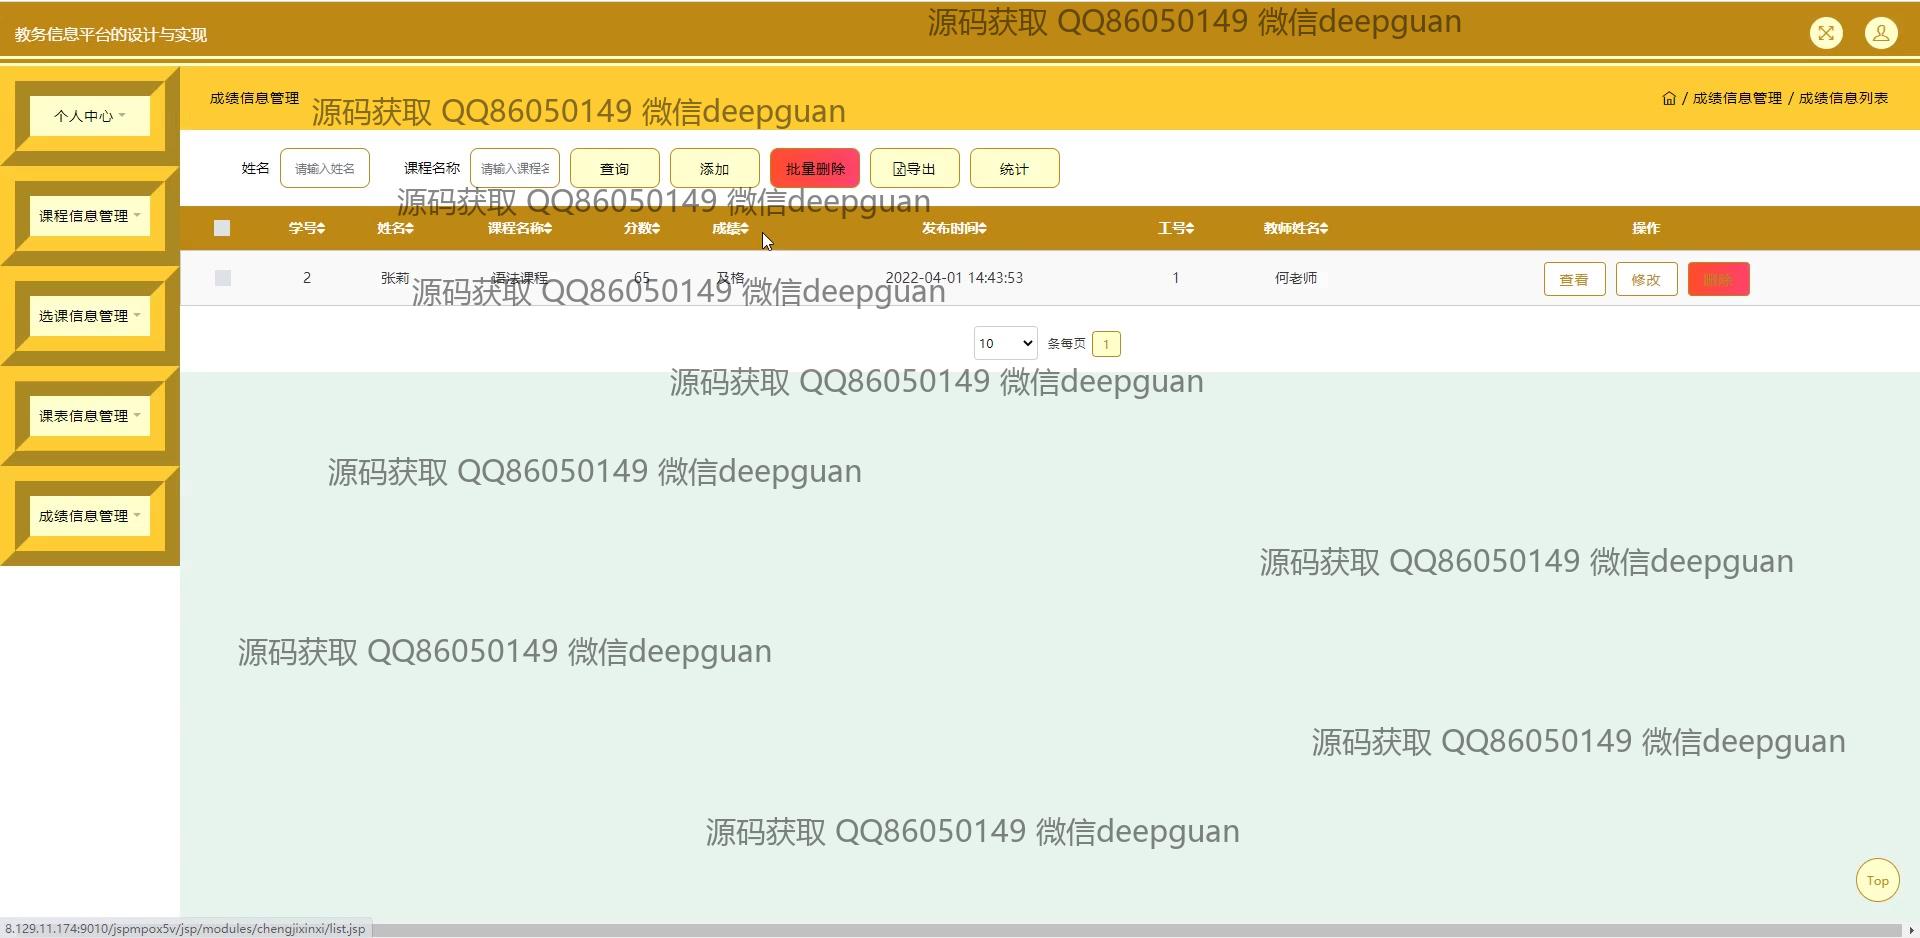 源码获取 QQ86050149 微信deepguan
教务信息平台的设计与实现
成绩信息管理
源码获取 QQ86050149 微信deepguan
/ 成绩信息管理 / 成绩信息列表
个人中心
姓名 请输入姓名 课程名称 请输入课程名 查询 添加 批量删除 导出 统计
源码获取 QQ86050149 微信deepguan
课程信息管理
学号 姓名 课程名称 分数 成绩 发布时间 工号 教师姓名 操作
2 张莉 语法课程 65 及格 2022-04-01 14:43:53 1 何老师 查看 修改 删除
源码获取 QQ86050149 微信deepguan
选课信息管理
10 条每页 1
源码获取 QQ86050149 微信deepguan
课表信息管理
源码获取 QQ86050149 微信deepguan
成绩信息管理
源码获取 QQ86050149 微信deepguan
源码获取 QQ86050149 微信deepguan
源码获取 QQ86050149 微信deepguan
源码获取 QQ86050149 微信deepguan
Top
8.129.11.174:9010/jspmpox5v/jsp/modules/chengjixinxi/list.jsp